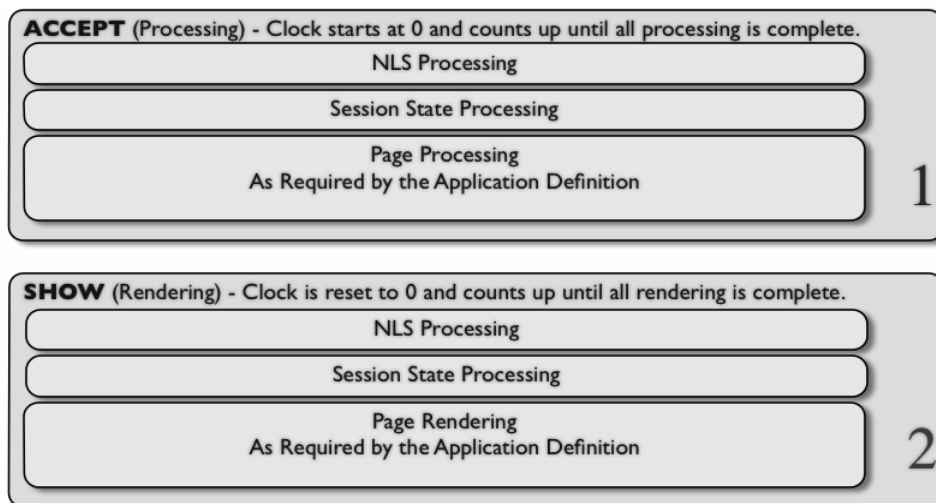 ACCEPT (Processing) - Clock starts at 0 and counts up until all processing is complete.
NLS Processing
Session State Processing
Page Processing
As Required by the Application Definition
1
SHOW (Rendering) - Clock is reset to 0 and counts up until all rendering is complete.
NLS Processing
Session State Processing
Page Rendering
As Required by the Application Definition
2